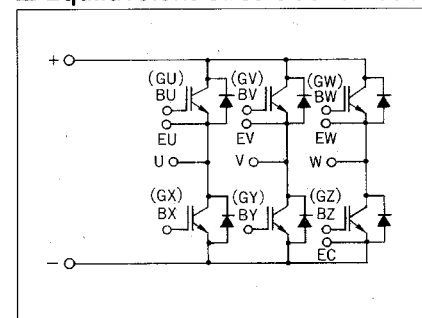 +
(GU) (GV) (GW)
BU BV BW
EU EV EW
U V W
(GX) (GY) (GZ)
BX BY BZ
EC
−